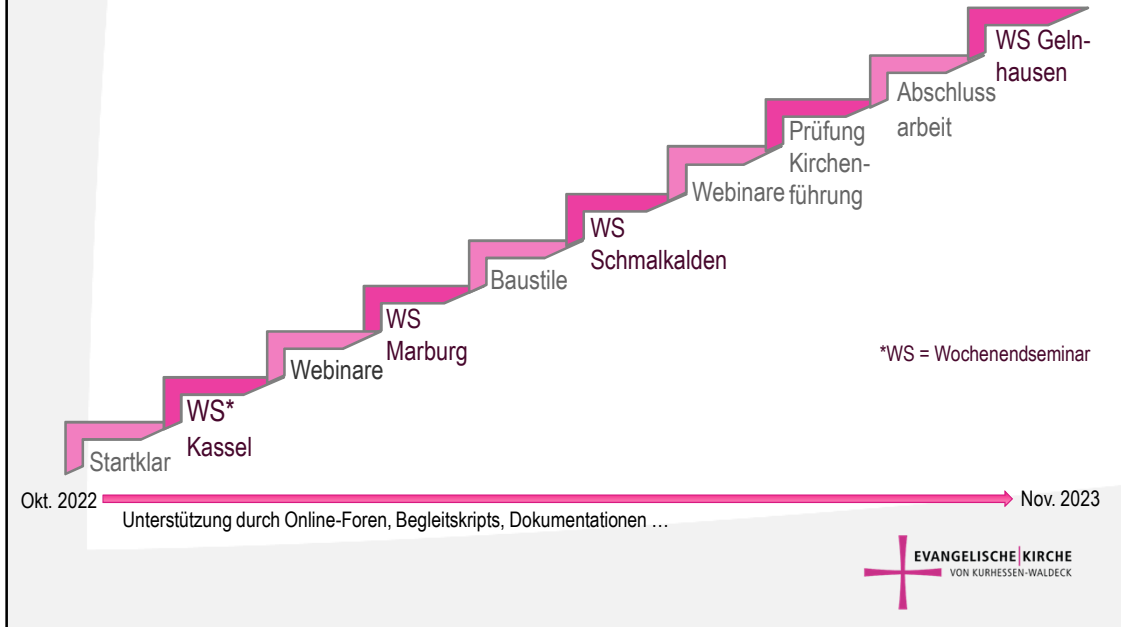 Startklar
WS*
Kassel
Webinare
WS
Marburg
Baustile
WS
Schmalkalden
Webinare
Prüfung
Kirchen-
führung
Abschluss
arbeit
WS Geln-
hausen
*WS = Wochenendseminar
Okt. 2022
Nov. 2023
Unterstützung durch Online-Foren, Begleitskripts, Dokumentationen …
EVANGELISCHE KIRCHE
VON KURHESSEN-WALDECK